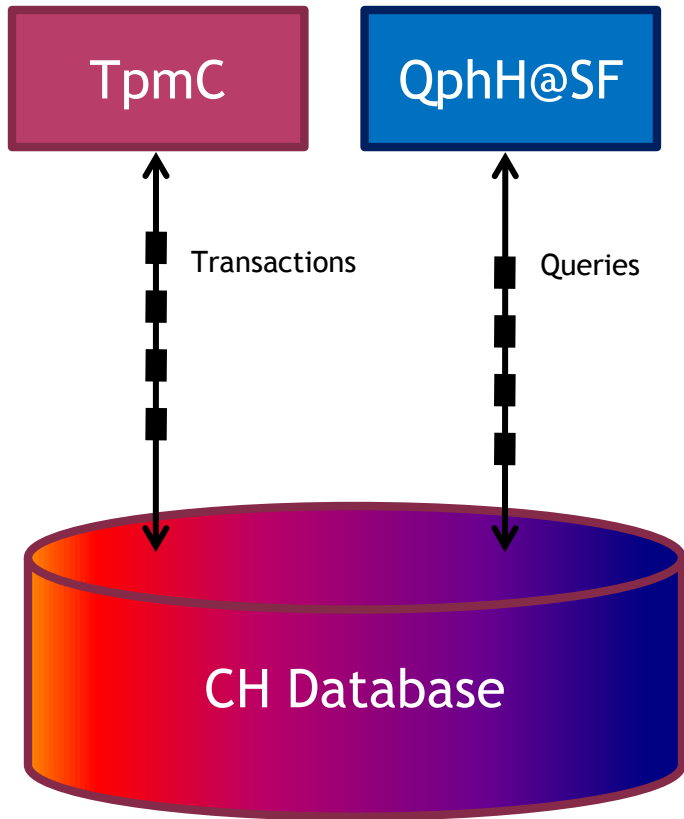 TpmC
QphH@SF
Transactions
Queries
CH Database